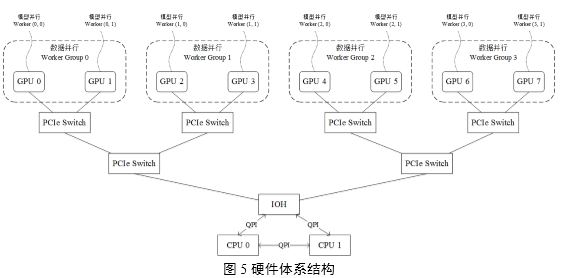 模型并行 模型并行 模型并行 模型并行 模型并行 模型并行 模型并行 模型并行
Worker (0, 0) Worker (0, 1) Worker (1, 0) Worker (1, 1) Worker (2, 0) Worker (2, 1) Worker (3, 0) Worker (3, 1)
数据并行 数据并行 数据并行 数据并行
Worker Group 0 Worker Group 1 Worker Group 2 Worker Group 3
GPU 0 GPU 1 GPU 2 GPU 3 GPU 4 GPU 5 GPU 6 GPU 7
PCIe Switch PCIe Switch PCIe Switch PCIe Switch
PCIe Switch PCIe Switch
IOH
QPI QPI
CPU 0 QPI CPU 1
图 5 硬件体系结构